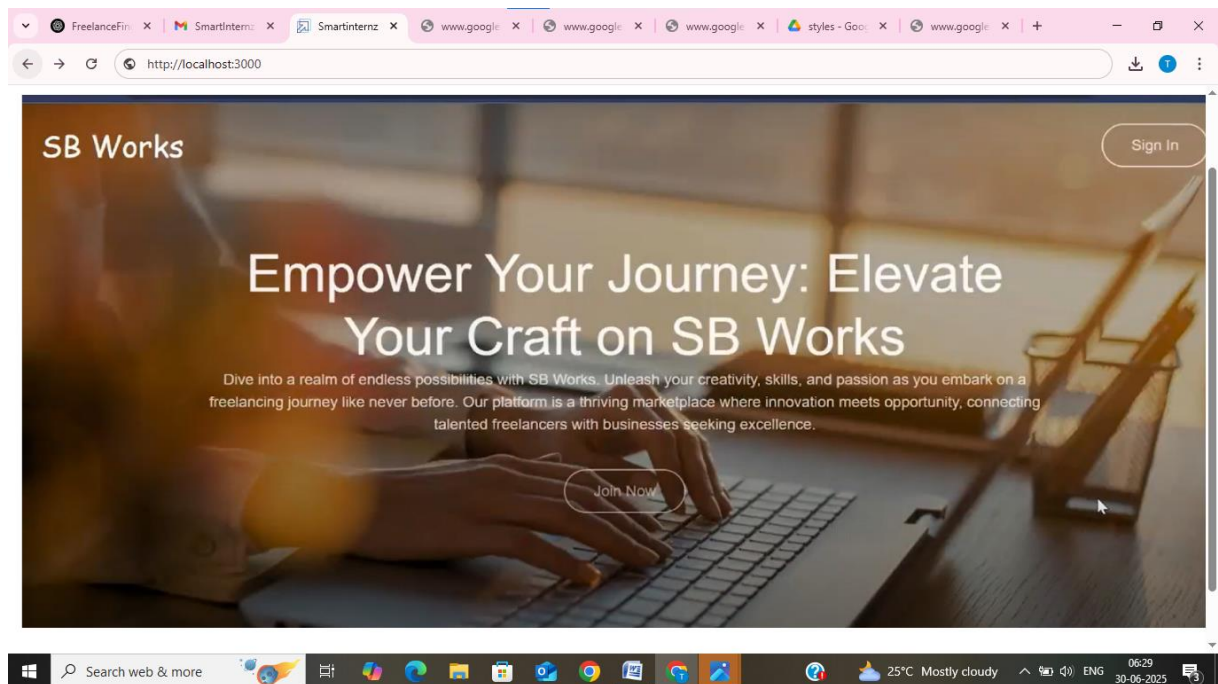 FreelanceFin
SmartInternz
Smartinternz
www.google
www.google
www.google
styles - Goo
www.google
http://localhost:3000
T
SB Works
Sign In
Empower Your Journey: Elevate
Your Craft on SB Works
Dive into a realm of endless possibilities with SB Works. Unleash your creativity, skills, and passion as you embark on a
freelancing journey like never before. Our platform is a thriving marketplace where innovation meets opportunity, connecting
talented freelancers with businesses seeking excellence.
Join Now
Search web & more
25°C Mostly cloudy
ENG
06:29
30-06-2025
3